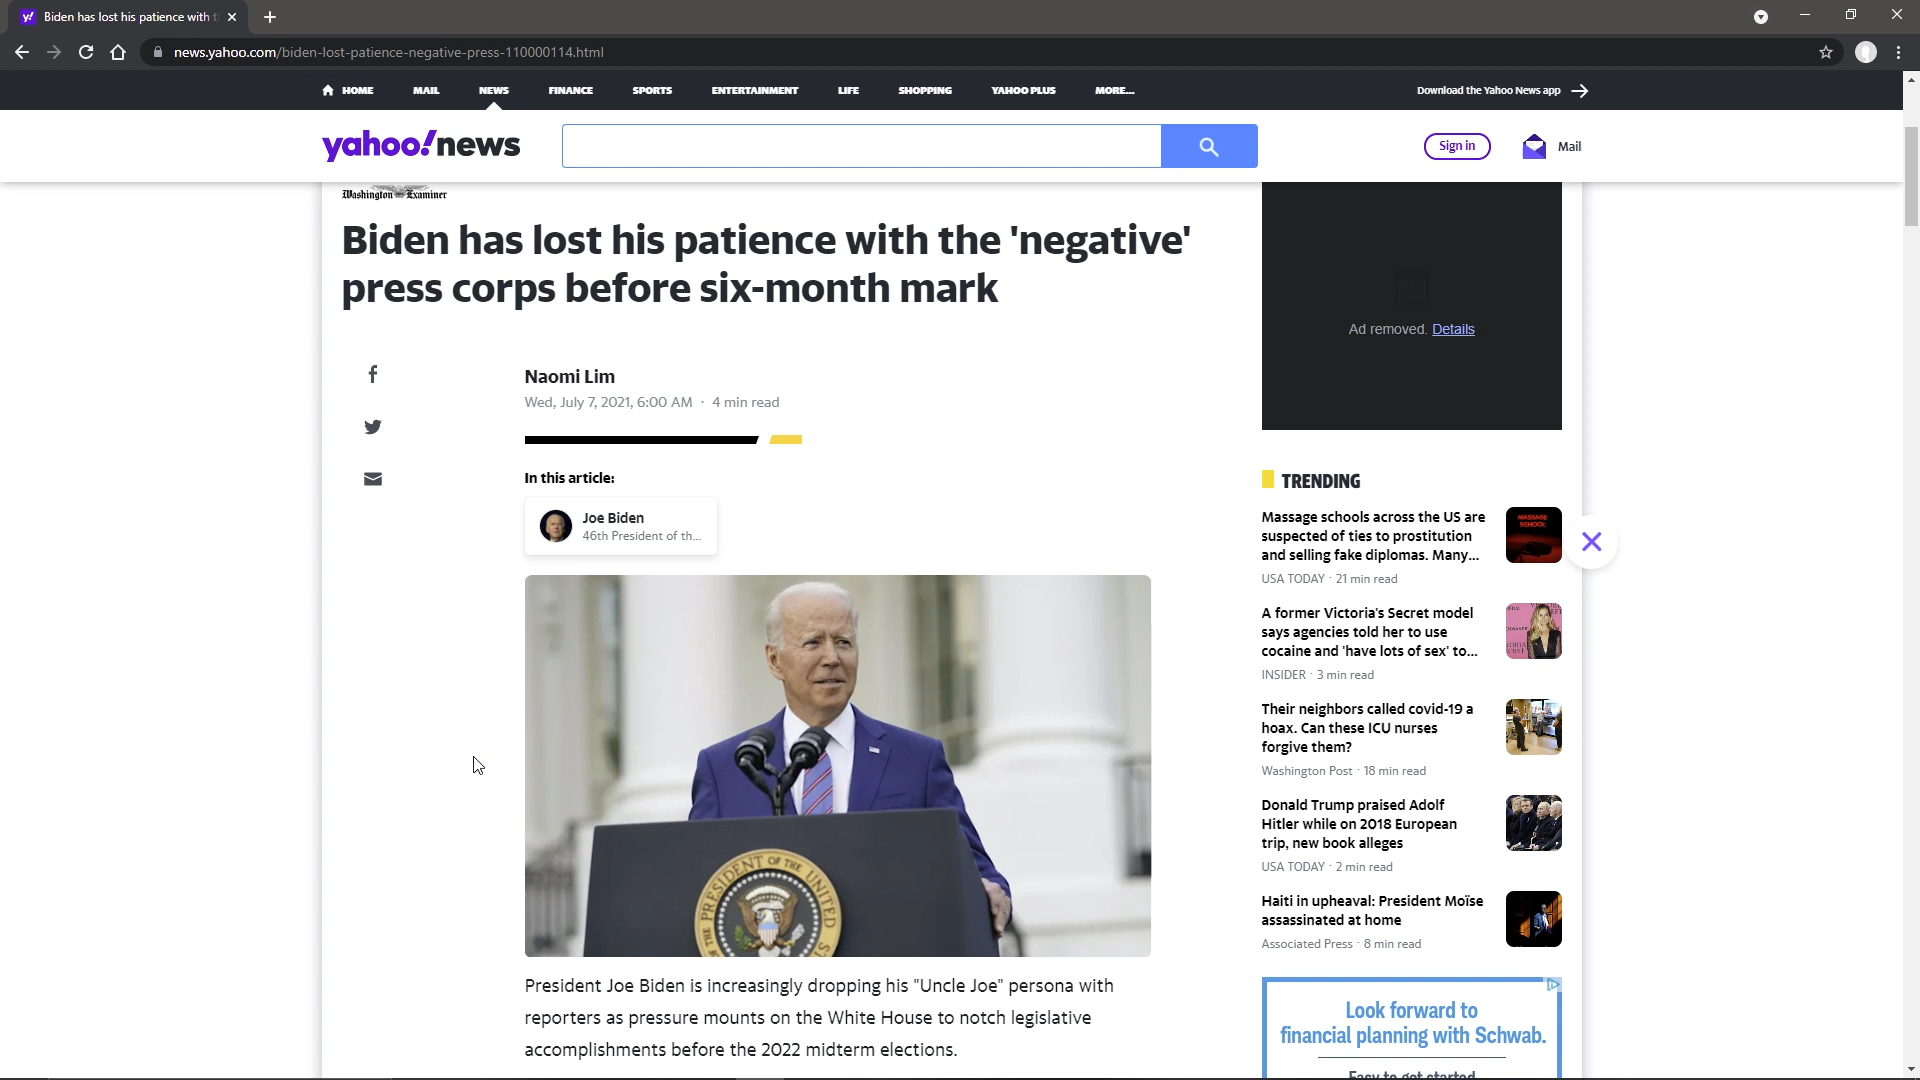 Biden has lost his patience with t
news.yahoo.com/biden-lost-patience-negative-press-110000114.html
HOME MAIL NEWS FINANCE SPORTS ENTERTAINMENT LIFE SHOPPING YAHOO PLUS MORE... Download the Yahoo News app
yahoo!news
Sign in
Mail
Washington Examiner
Biden has lost his patience with the 'negative'
press corps before six-month mark
Naomi Lim
Wed, July 7, 2021, 6:00 AM · 4 min read
In this article:
Joe Biden
46th President of th...
PRESIDENT OF THE UNITED
President Joe Biden is increasingly dropping his "Uncle Joe" persona with
reporters as pressure mounts on the White House to notch legislative
accomplishments before the 2022 midterm elections.
Ad removed. Details
TRENDING
Massage schools across the US are
suspected of ties to prostitution
and selling fake diplomas. Many...
USA TODAY · 21 min read
MASSAGE
SCHOOL
A former Victoria's Secret model
says agencies told her to use
cocaine and 'have lots of sex' to...
INSIDER · 3 min read
Their neighbors called covid-19 a
hoax. Can these ICU nurses
forgive them?
Washington Post · 18 min read
Donald Trump praised Adolf
Hitler while on 2018 European
trip, new book alleges
USA TODAY · 2 min read
Haiti in upheaval: President Moïse
assassinated at home
Associated Press · 8 min read
Look forward to
financial planning with Schwab.
Easy to get started